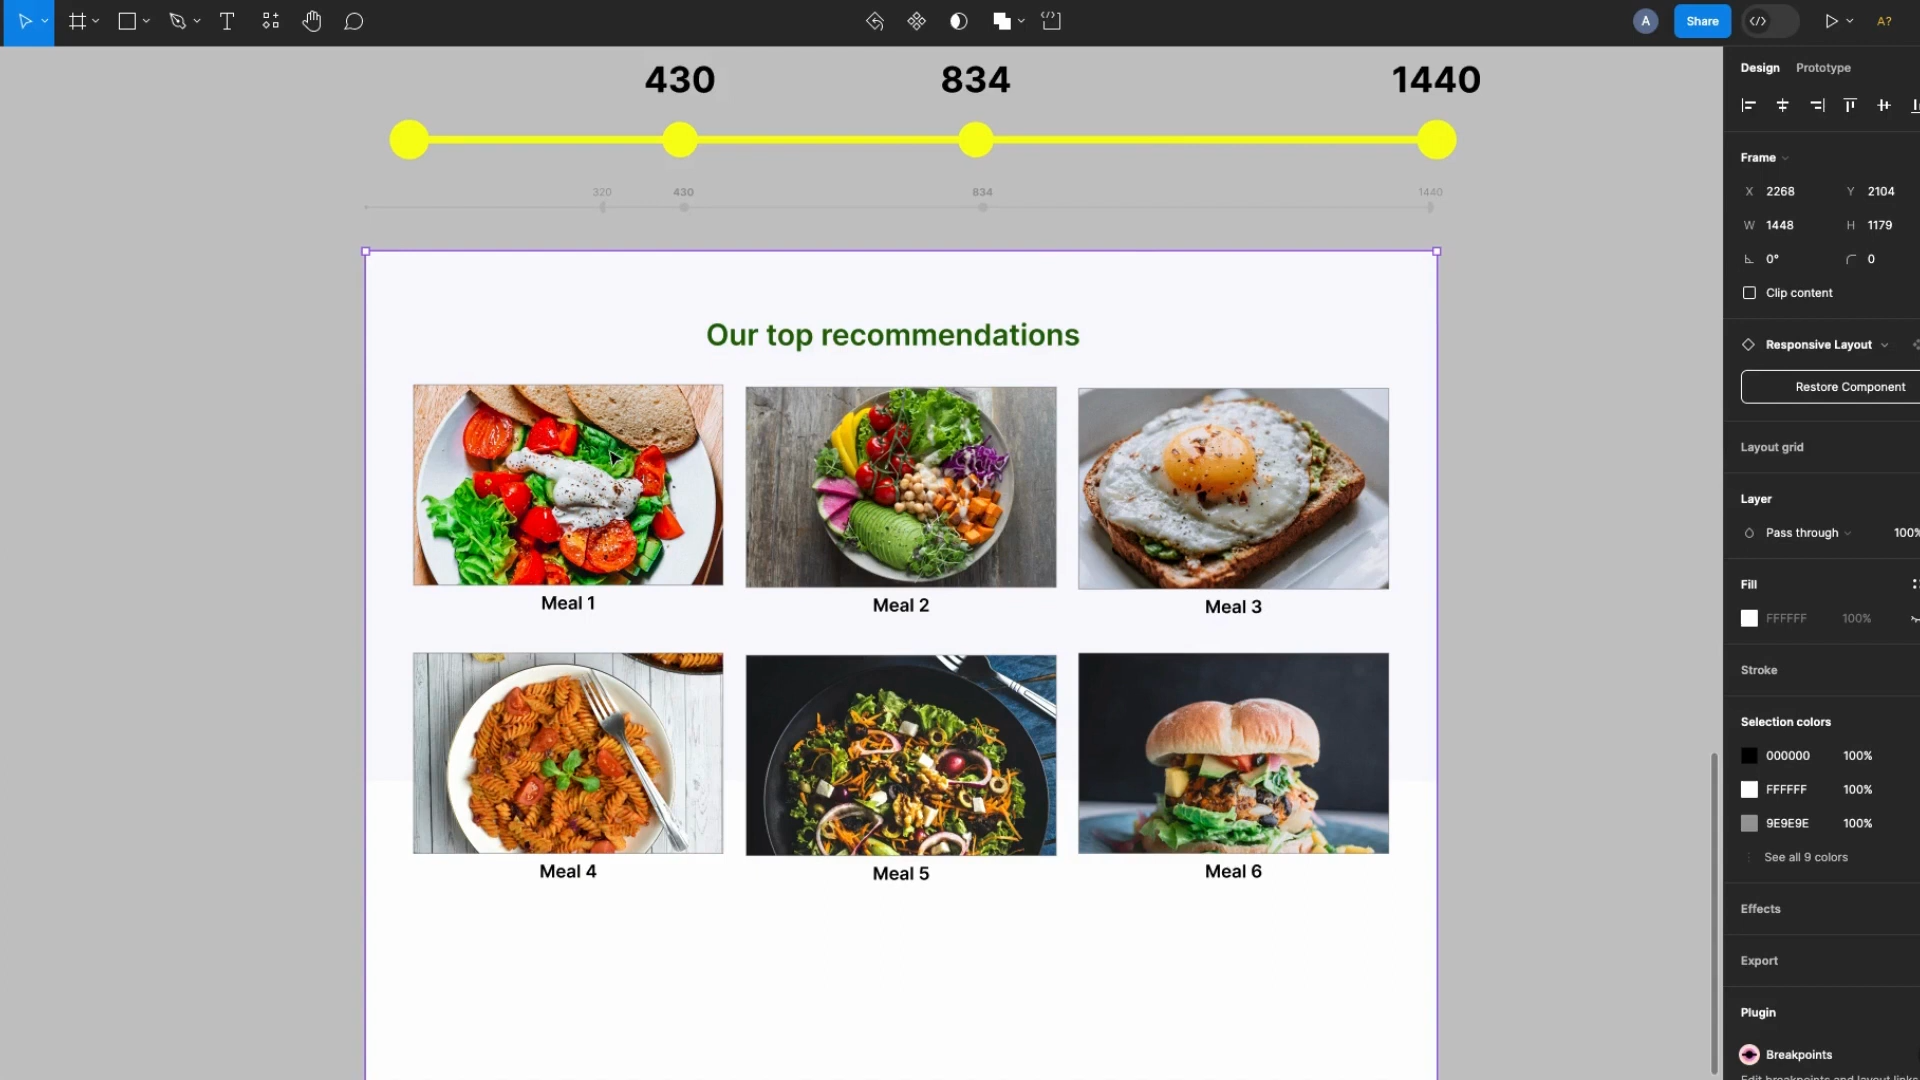 T
A
Share
A?
430
834
1440
320
430
834
1440
Our top recommendations
Meal 1
Meal 2
Meal 3
Meal 4
Meal 5
Meal 6
Design
Prototype
Frame
X 2268
Y 2104
W 1448
H 1179
0°
0
Clip content
Responsive Layout
Restore Component
Layout grid
Layer
Pass through
100%
Fill
FFFFFF 100%
Stroke
Selection colors
000000 100%
FFFFFF 100%
9E9E9E 100%
See all 9 colors
Effects
Export
Plugin
Breakpoints